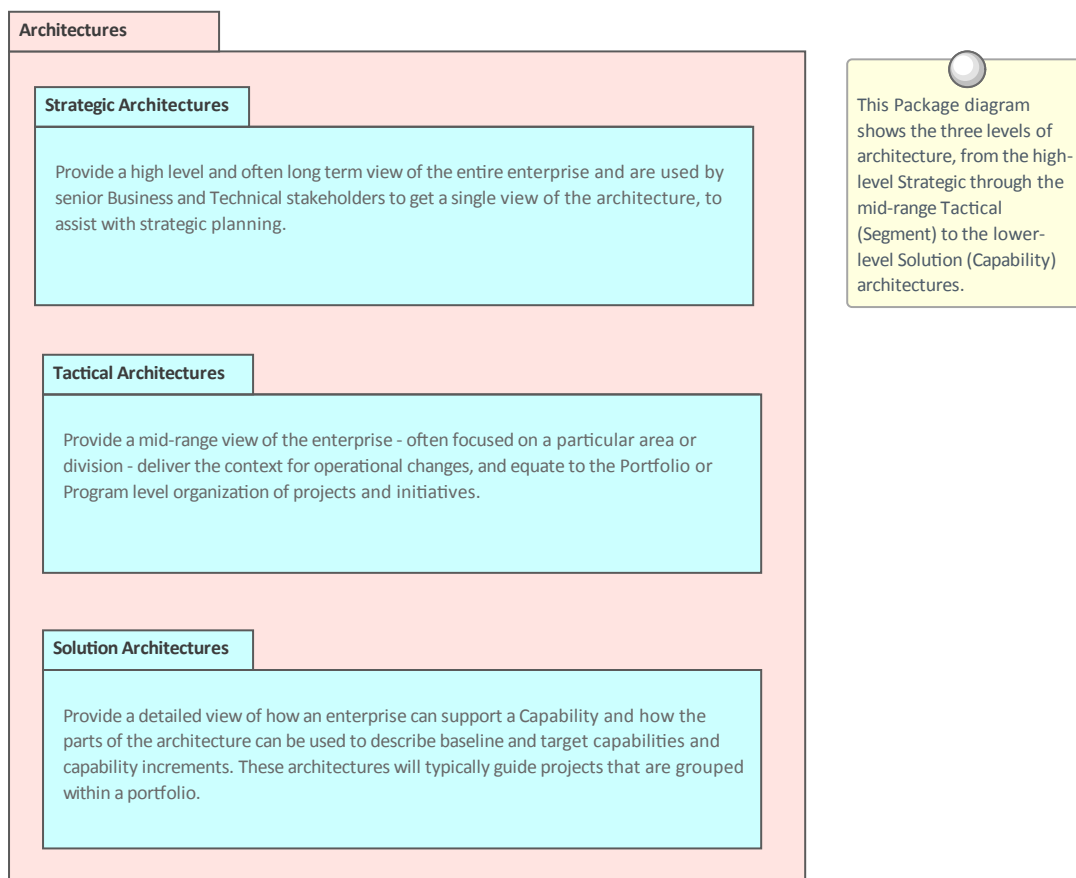 Architectures
Strategic Architectures
Provide a high level and often long term view of the entire enterprise and are used by
senior Business and Technical stakeholders to get a single view of the architecture, to
assist with strategic planning.
Tactical Architectures
Provide a mid-range view of the enterprise - often focused on a particular area or
division - deliver the context for operational changes, and equate to the Portfolio or
Program level organization of projects and initiatives.
Solution Architectures
Provide a detailed view of how an enterprise can support a Capability and how the
parts of the architecture can be used to describe baseline and target capabilities and
capability increments. These architectures will typically guide projects that are grouped
within a portfolio.
This Package diagram
shows the three levels of
architecture, from the high-
level Strategic through the
mid-range Tactical
(Segment) to the lower-
level Solution (Capability)
architectures.